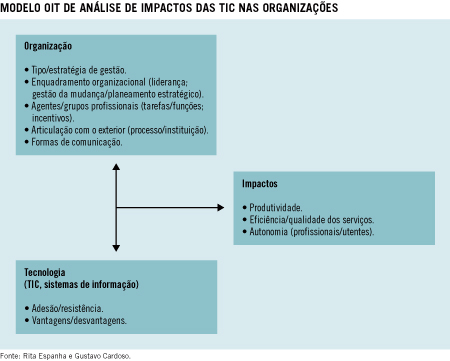 MODELO OIT DE ANÁLISE DE IMPACTOS DAS TIC NAS ORGANIZAÇÕES
Organização
• Tipo/estratégia de gestão.
• Enquadramento organizacional (liderança;
gestão da mudança/planeamento estratégico).
• Agentes/grupos profissionais (tarefas/funções;
incentivos).
• Articulação com o exterior (processo/instituição).
• Formas de comunicação.
Impactos
• Produtividade.
• Eficiência/qualidade dos serviços.
• Autonomia (profissionais/utentes).
Tecnologia
(TIC, sistemas de informação)
• Adesão/resistência.
• Vantagens/desvantagens.
Fonte: Rita Espanha e Gustavo Cardoso.